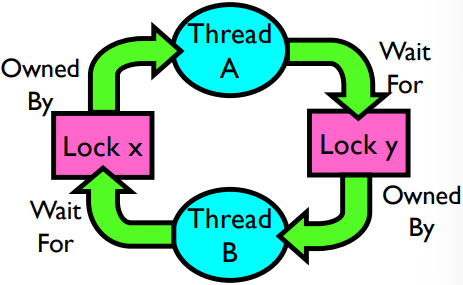 Thread
A
Wait
For
Owned
By
Lock x
Lock y
Wait
For
Thread
B
Owned
By